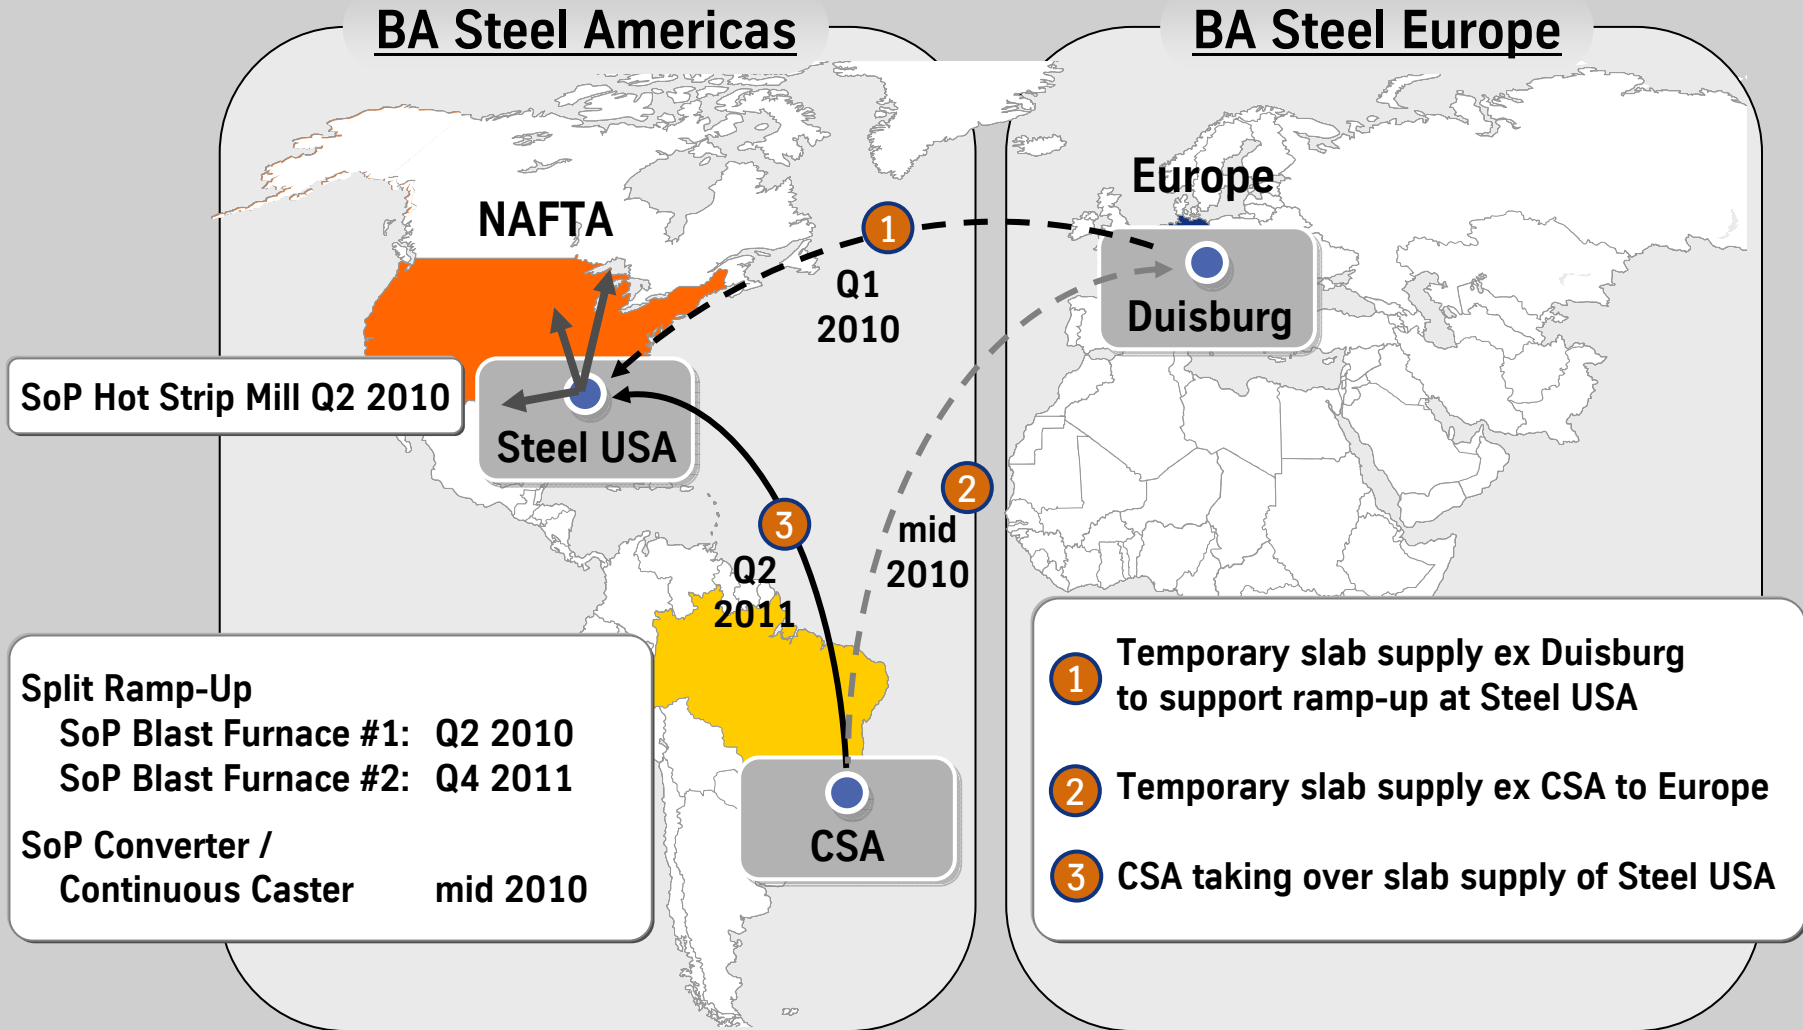 BA Steel Americas
BA Steel Europe
NAFTA
Europe
1
Q1
2010
Duisburg
SoP Hot Strip Mill Q2 2010
Steel USA
2
mid
2010
3
Q2
2011
Split Ramp-Up
SoP Blast Furnace #1: Q2 2010
SoP Blast Furnace #2: Q4 2011
SoP Converter /
Continuous Caster mid 2010
CSA
1 Temporary slab supply ex Duisburg
to support ramp-up at Steel USA
2 Temporary slab supply ex CSA to Europe
3 CSA taking over slab supply of Steel USA